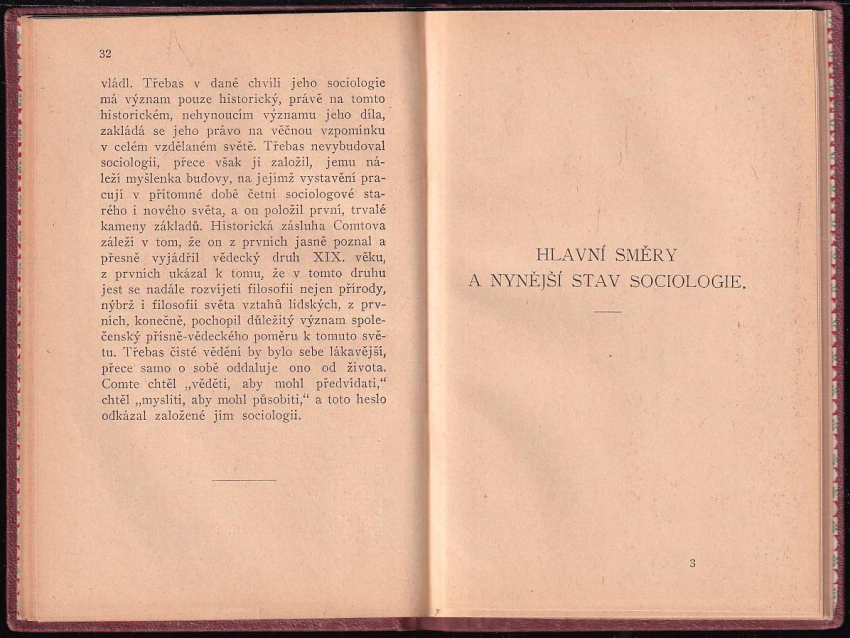 32
vládl. Třebas v dané chvíli jeho sociologie
má význam pouze historický, právě na tomto
historickém, nehynoucím významu jeho díla,
zakládá se jeho právo na věčnou vzpomínku
v celém vzdělaném světě. Třebas nevybudoval
sociologii, přece však ji založil, jemu ná-
leží myšlenka budovy, na jejímž vystavění pra-
cují v přítomné době četní sociologové sta-
rého i nového světa, a on položil první, trvalé
kameny základů. Historická zásluha Comtova
záleží v tom, že on z prvních jasně poznal a
přesně vyjádřil vědecký druh XIX. věku,
z prvních ukázal k tomu, že v tomto druhu
jest se nadále rozvíjeti filosofii nejen přírody,
nýbrž i filosofii světa vztahů lidských, z prv-
ních, konečně, pochopil důležitý význam spole-
čenský přísně-vědeckého poměru k tomuto svě-
tu. Třebas čisté vědění by bylo sebe lákavější,
přece samo o sobě oddaluje ono od života.
Comte chtěl „věděti, aby mohl předvídati,“
chtěl „mysliti, aby mohl působiti,“ a toto heslo
odkázal založené jím sociologii.
HLAVNÍ SMĚRY
A NYNĚJŠÍ STAV SOCIOLOGIE.
3